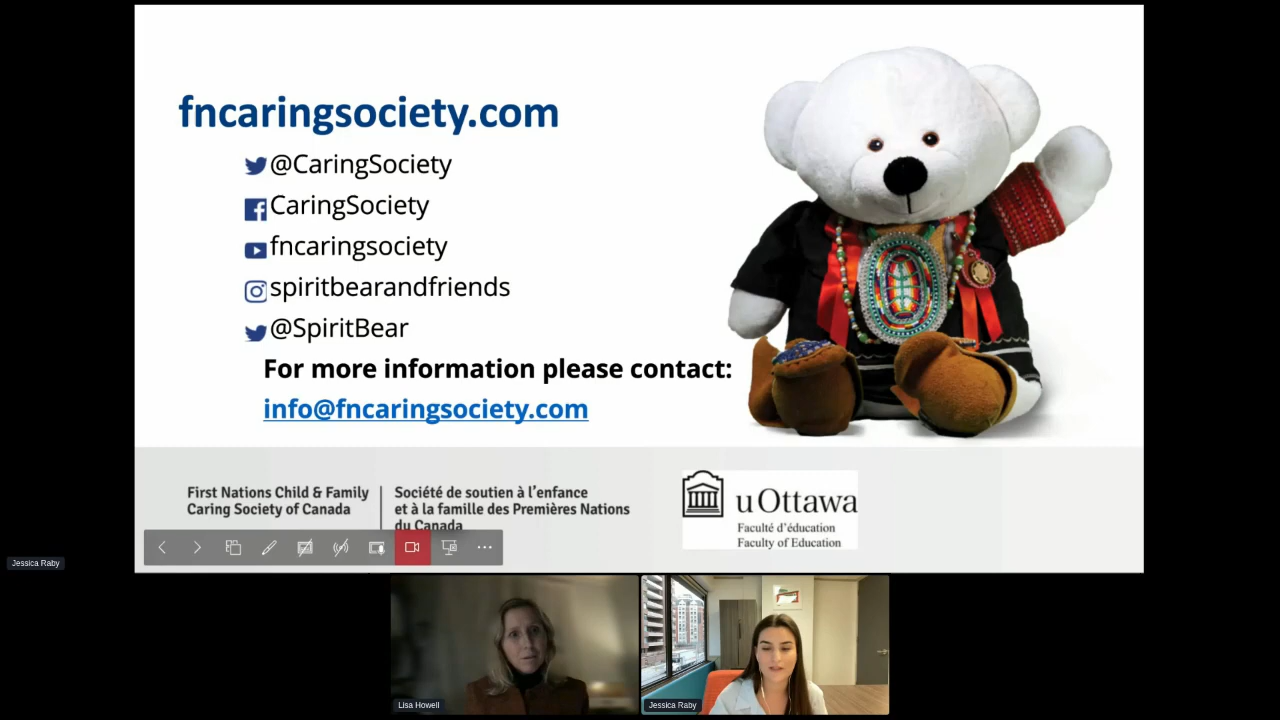 fncaringsociety.com
@CaringSociety
CaringSociety
fncaringsociety
spiritbearandfriends
@SpiritBear
For more information please contact:
info@fncaringsociety.com
First Nations Child & Family
Caring Society of Canada
Société de soutien à l'enfance
et à la famille des Premières Nations
du Canada
uOttawa
Faculté d'éducation
Faculty of Education
Jessica Raby
Lisa Howell
Jessica Raby